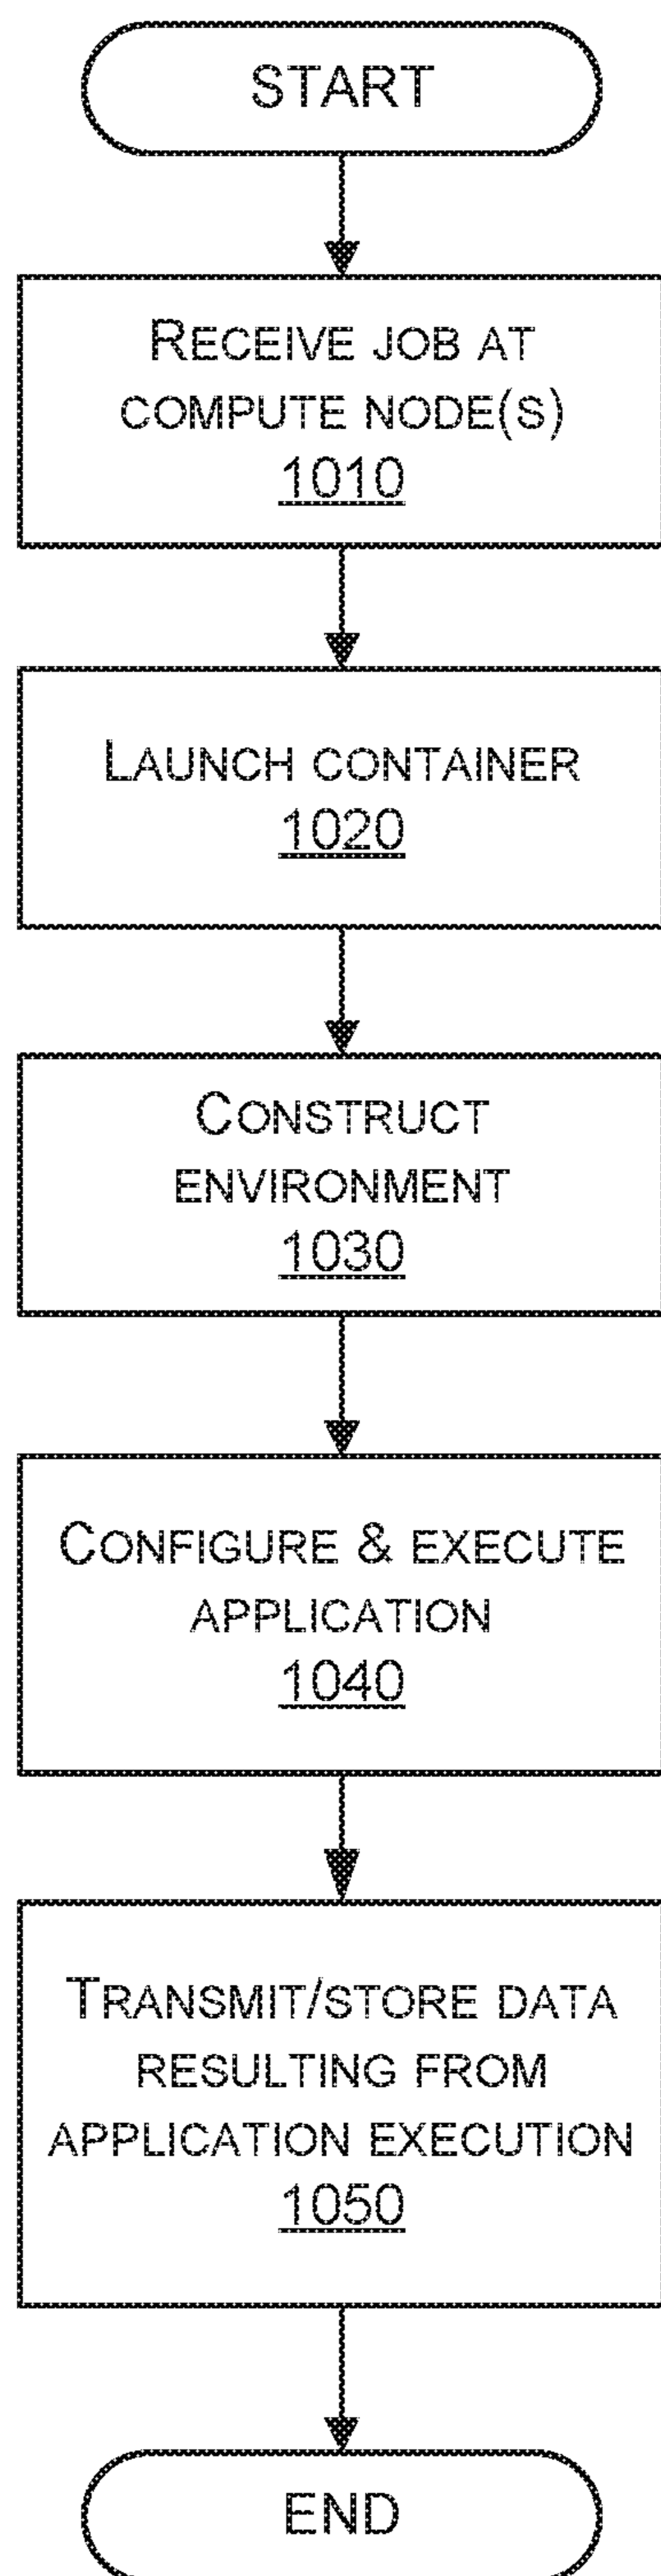 START
RECEIVE JOB AT
COMPUTE NODE(S)
1010
LAUNCH CONTAINER
1020
CONSTRUCT
ENVIRONMENT
1030
CONFIGURE & EXECUTE
APPLICATION
1040
TRANSMIT/STORE DATA
RESULTING FROM
APPLICATION EXECUTION
1050
END